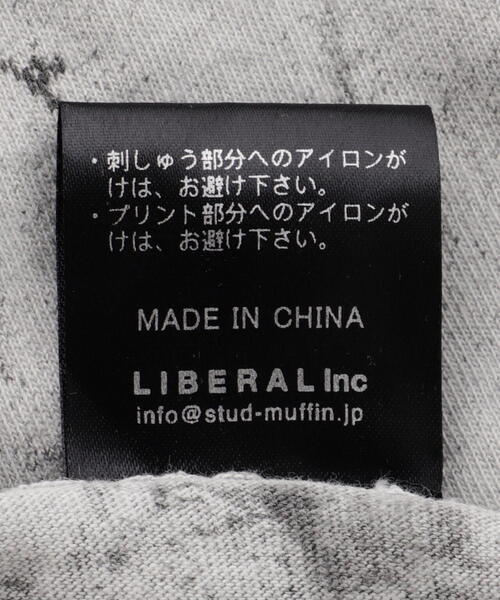 ・刺しゅう部分へのアイロンが
けは、お避け下さい。
・プリント部分へのアイロンが
けは、お避け下さい。
MADE IN CHINA
LIBERAL Inc
info@stud-muffin.jp